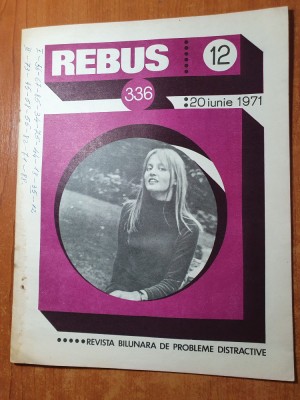 REBUS
12
336
20 iunie 1971
REVISTA BILUNARA DE PROBLEME DISTRACTIVE